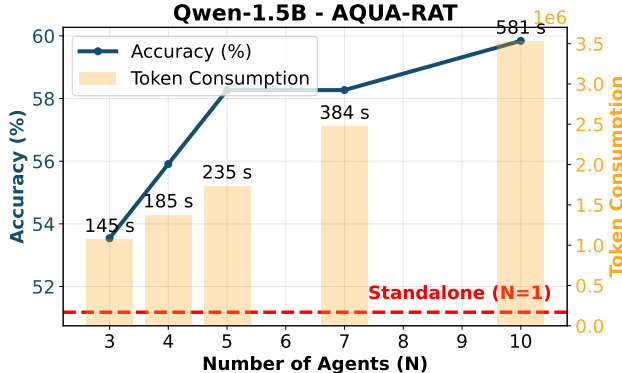 Qwen-1.5B - AQUA-RAT
1e6
Accuracy (%)
Token Consumption
145 s
185 s
235 s
384 s
581 s
Standalone (N=1)
60
58
56
54
52
Accuracy (%)
3.5
3.0
2.5
2.0
1.5
1.0
0.5
0.0
Token Consumption
3 4 5 6 7 8 9 10
Number of Agents (N)